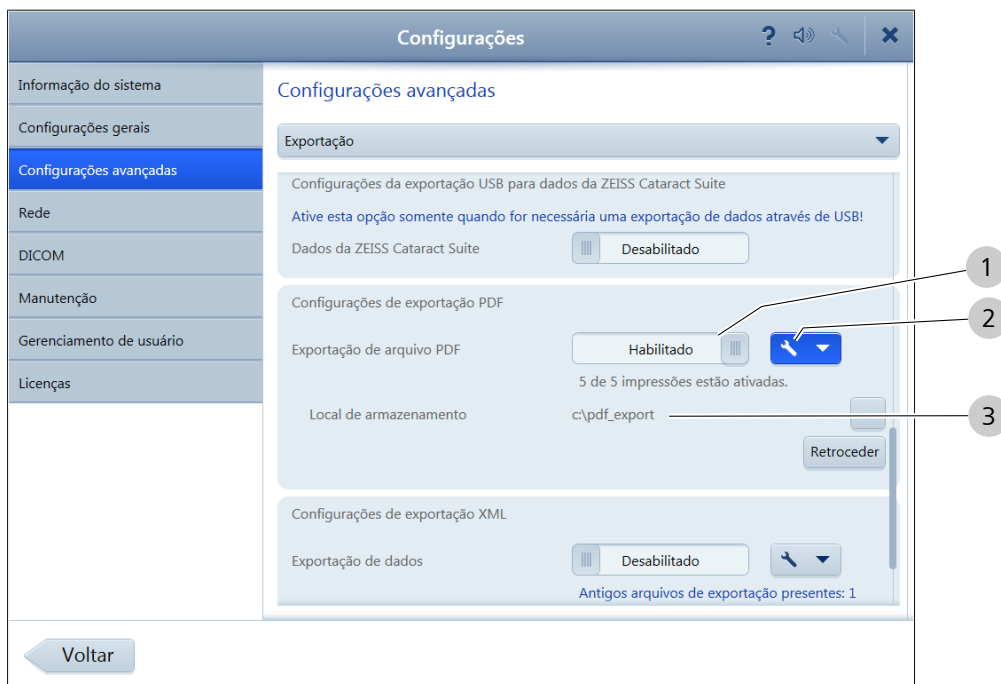 Configurações
?
Informação do sistema
Configurações gerais
Configurações avançadas
Rede
DICOM
Manutenção
Gerenciamento de usuário
Licenças
Configurações avançadas
Exportação
Configurações da exportação USB para dados da ZEISS Cataract Suite
Ative esta opção somente quando for necessária uma exportação de dados através de USB!
Dados da ZEISS Cataract Suite Desabilitado
Configurações de exportação PDF
Exportação de arquivo PDF Habilitado
5 de 5 impressões estão ativadas.
Local de armazenamento c:\pdf_export
Retroceder
Configurações de exportação XML
Exportação de dados Desabilitado
Antigos arquivos de exportação presentes: 1
Voltar
1
2
3